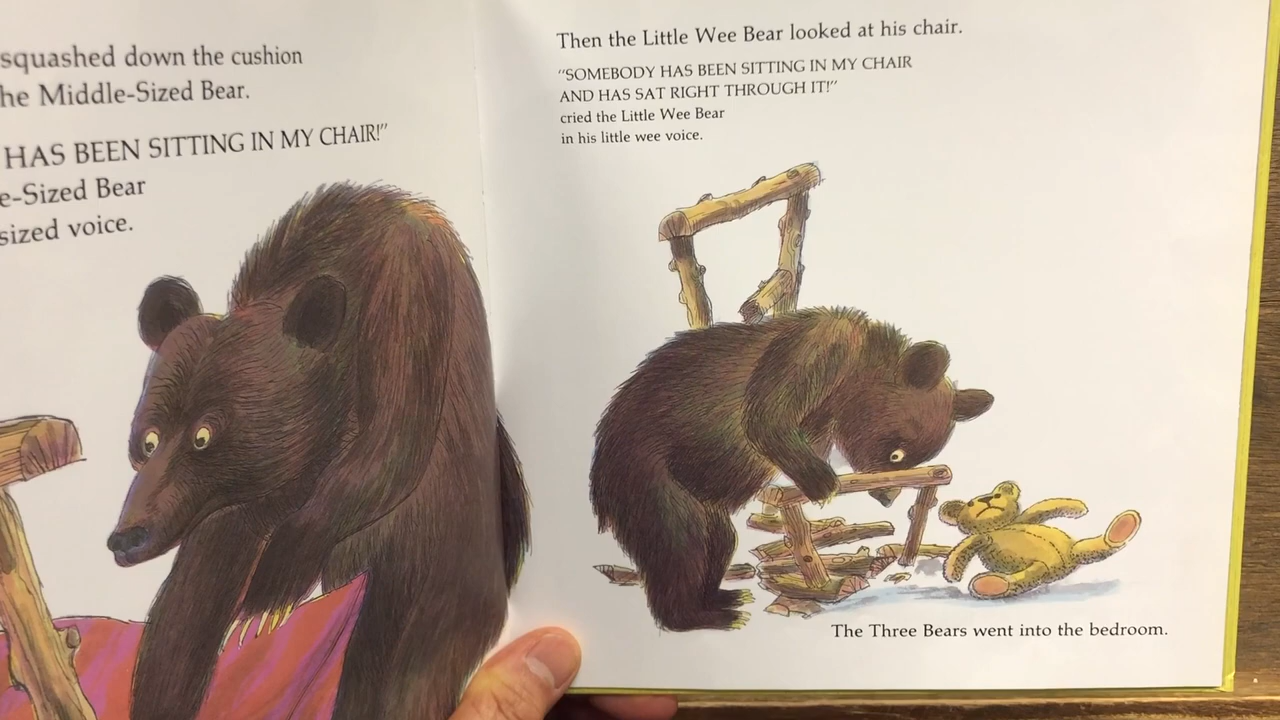 squashed down the cushion
he Middle-Sized Bear.
HAS BEEN SITTING IN MY CHAIR!”
e-Sized Bear
sized voice.
Then the Little Wee Bear looked at his chair.
“SOMEBODY HAS BEEN SITTING IN MY CHAIR
AND HAS SAT RIGHT THROUGH IT!”
cried the Little Wee Bear
in his little wee voice.
The Three Bears went into the bedroom.